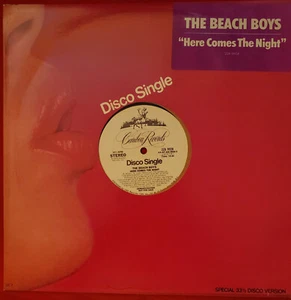 THE BEACH BOYS
"Here Comes The Night"
Disco Single
Caribou Records
STEREO
Disco Single
THE BEACH BOYS
HERE COMES THE NIGHT
SPECIAL 33⅓ DISCO VERSION